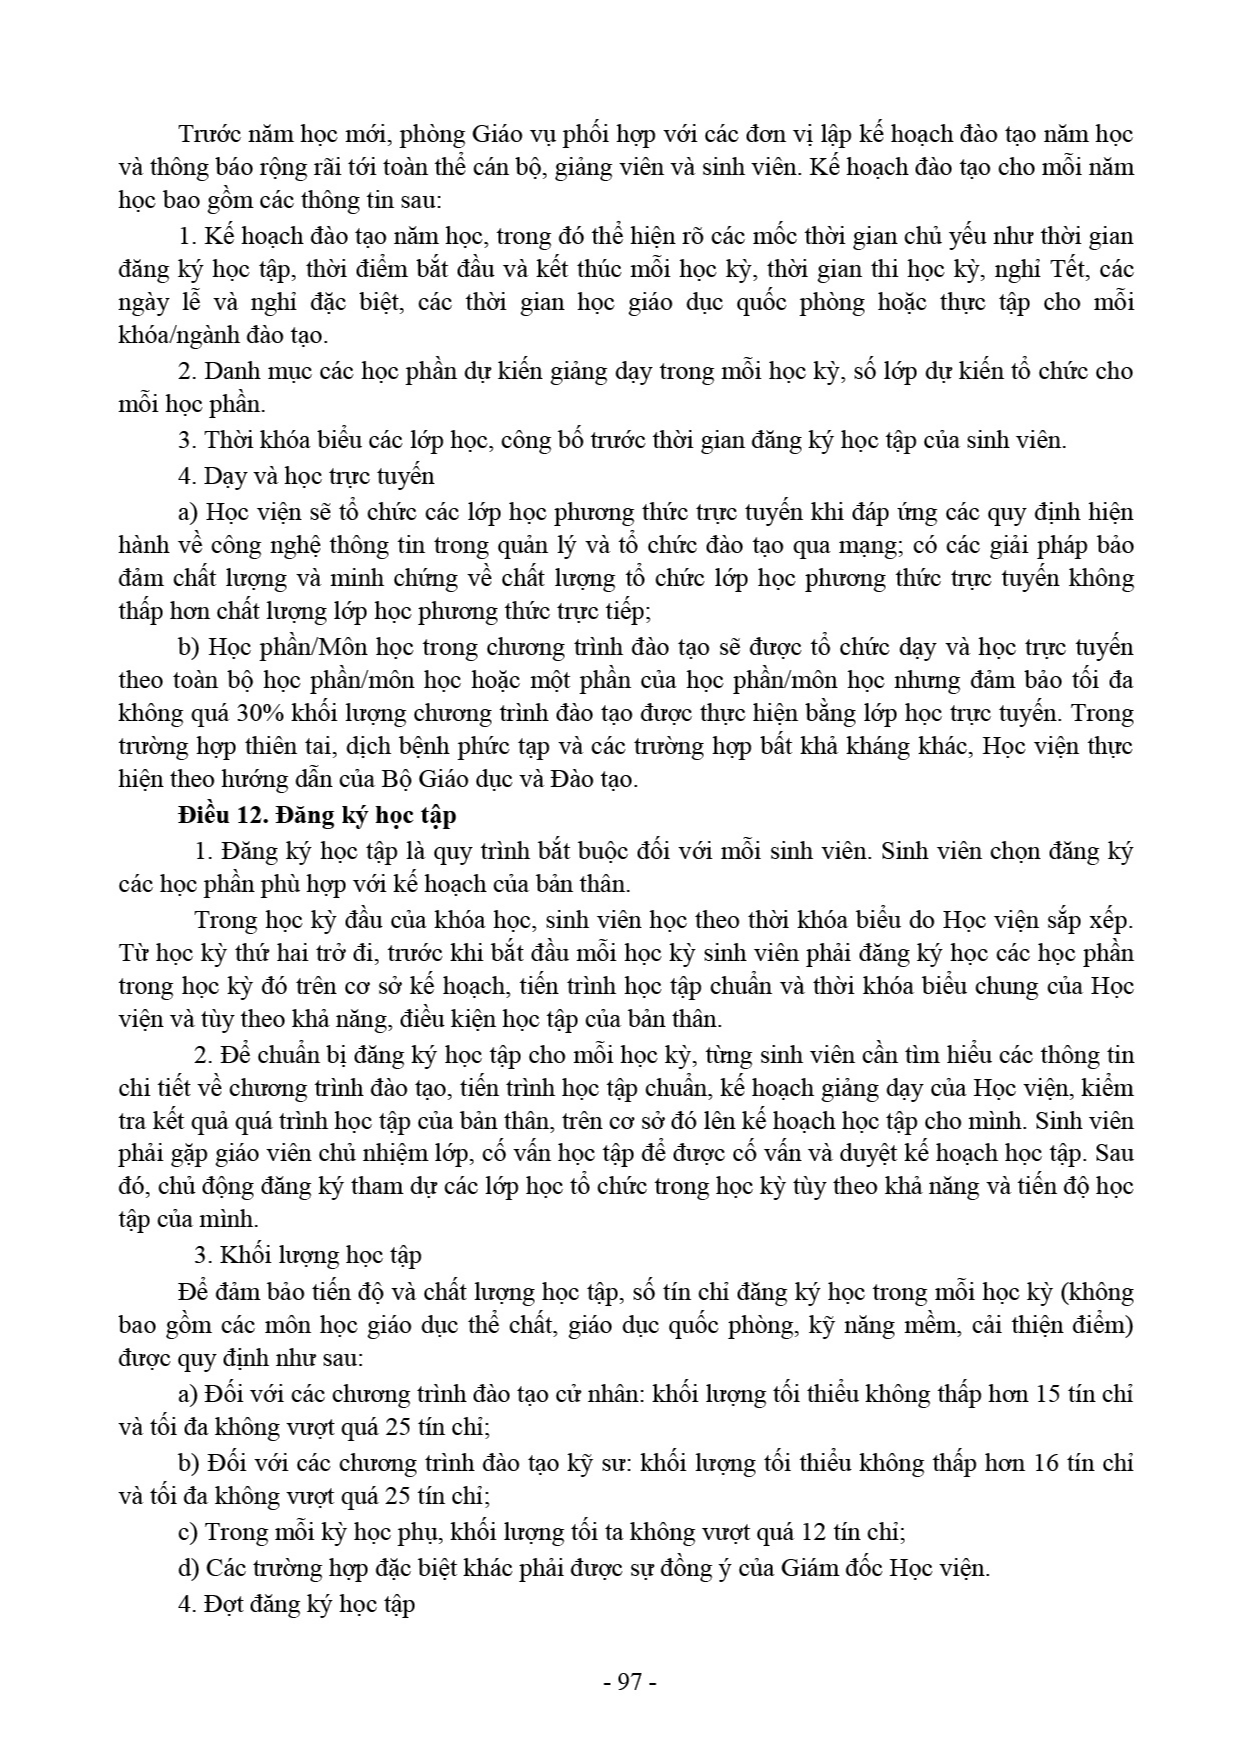 Trước năm học mới, phòng Giáo vụ phối hợp với các đơn vị lập kế hoạch đào tạo năm học
và thông báo rộng rãi tới toàn thể cán bộ, giảng viên và sinh viên. Kế hoạch đào tạo cho mỗi năm
học bao gồm các thông tin sau:
1. Kế hoạch đào tạo năm học, trong đó thể hiện rõ các mốc thời gian chủ yếu như thời gian
đăng ký học tập, thời điểm bắt đầu và kết thúc mỗi học kỳ, thời gian thi học kỳ, nghỉ Tết, các
ngày lễ và nghỉ đặc biệt, các thời gian học giáo dục quốc phòng hoặc thực tập cho mỗi
khóa/ngành đào tạo.
2. Danh mục các học phần dự kiến giảng dạy trong mỗi học kỳ, số lớp dự kiến tổ chức cho
mỗi học phần.
3. Thời khóa biểu các lớp học, công bố trước thời gian đăng ký học tập của sinh viên.
4. Dạy và học trực tuyến
a) Học viện sẽ tổ chức các lớp học phương thức trực tuyến khi đáp ứng các quy định hiện
hành về công nghệ thông tin trong quản lý và tổ chức đào tạo qua mạng; có các giải pháp bảo
đảm chất lượng và minh chứng về chất lượng tổ chức lớp học phương thức trực tuyến không
thấp hơn chất lượng lớp học phương thức trực tiếp;
b) Học phần/Môn học trong chương trình đào tạo sẽ được tổ chức dạy và học trực tuyến
theo toàn bộ học phần/môn học hoặc một phần của học phần/môn học nhưng đảm bảo tối đa
không quá 30% khối lượng chương trình đào tạo được thực hiện bằng lớp học trực tuyến. Trong
trường hợp thiên tai, dịch bệnh phức tạp và các trường hợp bất khả kháng khác, Học viện thực
hiện theo hướng dẫn của Bộ Giáo dục và Đào tạo.
Điều 12. Đăng ký học tập
1. Đăng ký học tập là quy trình bắt buộc đối với mỗi sinh viên. Sinh viên chọn đăng ký
các học phần phù hợp với kế hoạch của bản thân.
Trong học kỳ đầu của khóa học, sinh viên học theo thời khóa biểu do Học viện sắp xếp.
Từ học kỳ thứ hai trở đi, trước khi bắt đầu mỗi học kỳ sinh viên phải đăng ký học các học phần
trong học kỳ đó trên cơ sở kế hoạch, tiến trình học tập chuẩn và thời khóa biểu chung của Học
viện và tùy theo khả năng, điều kiện học tập của bản thân.
2. Để chuẩn bị đăng ký học tập cho mỗi học kỳ, từng sinh viên cần tìm hiểu các thông tin
chi tiết về chương trình đào tạo, tiến trình học tập chuẩn, kế hoạch giảng dạy của Học viện, kiểm
tra kết quả quá trình học tập của bản thân, trên cơ sở đó lên kế hoạch học tập cho mình. Sinh viên
phải gặp giáo viên chủ nhiệm lớp, cố vấn học tập để được cố vấn và duyệt kế hoạch học tập. Sau
đó, chủ động đăng ký tham dự các lớp học tổ chức trong học kỳ tùy theo khả năng và tiến độ học
tập của mình.
3. Khối lượng học tập
Để đảm bảo tiến độ và chất lượng học tập, số tín chỉ đăng ký học trong mỗi học kỳ (không
bao gồm các môn học giáo dục thể chất, giáo dục quốc phòng, kỹ năng mềm, cải thiện điểm)
được quy định như sau:
a) Đối với các chương trình đào tạo cử nhân: khối lượng tối thiểu không thấp hơn 15 tín chỉ
và tối đa không vượt quá 25 tín chỉ;
b) Đối với các chương trình đào tạo kỹ sư: khối lượng tối thiểu không thấp hơn 16 tín chỉ
và tối đa không vượt quá 25 tín chỉ;
c) Trong mỗi kỳ học phụ, khối lượng tối ta không vượt quá 12 tín chỉ;
d) Các trường hợp đặc biệt khác phải được sự đồng ý của Giám đốc Học viện.
4. Đợt đăng ký học tập
- 97 -